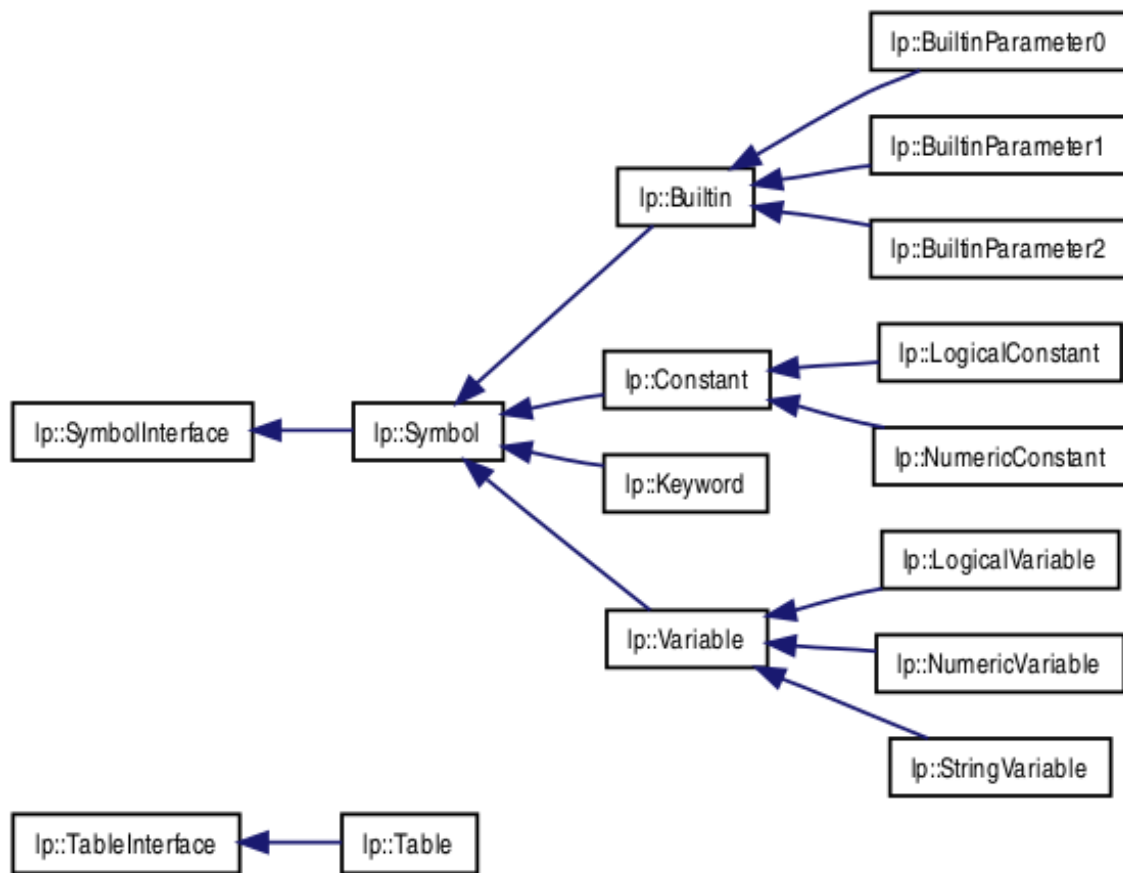 lp::BuiltinParameter0
lp::BuiltinParameter1
lp::Builtin
lp::BuiltinParameter2
lp::LogicalConstant
lp::Constant
lp::SymbolInterface
lp::Symbol
lp::NumericConstant
lp::Keyword
lp::LogicalVariable
lp::Variable
lp::NumericVariable
lp::StringVariable
lp::TableInterface
lp::Table